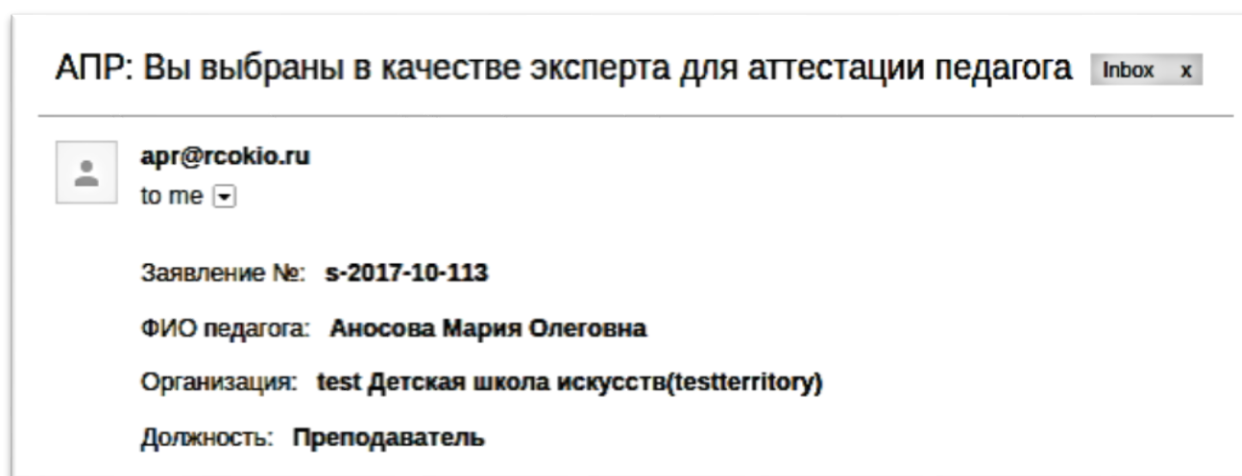 АПР: Вы выбраны в качестве эксперта для аттестации педагога Inbox x
apr@rcokio.ru
to me
Заявление №: s-2017-10-113
ФИО педагога: Аносова Мария Олеговна
Организация: test Детская школа искусств(testterritory)
Должность: Преподаватель